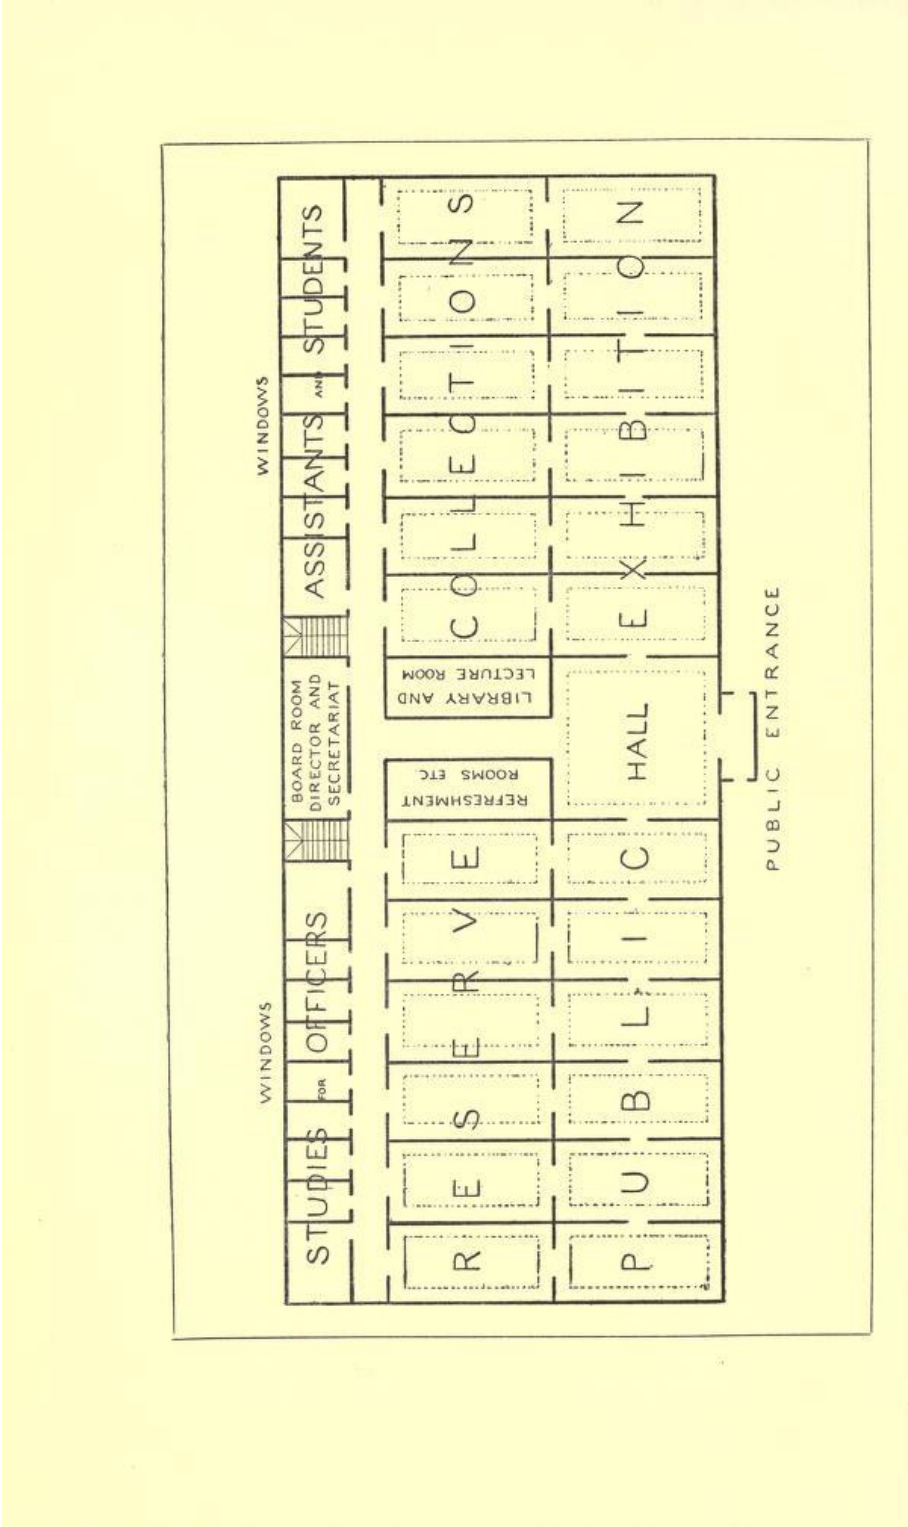 WINDOWS WINDOWS
STUDIES FOR OFFICERS
BOARD ROOM
DIRECTOR AND
SECRETARIAT
ASSISTANTS AND STUDENTS
RESERVE COLLECTIONS
REFRESHMENT
ROOMS ETC
LIBRARY AND
LECTURE ROOM
PUBLIC EXHIBITION
HALL
PUBLIC ENTRANCE